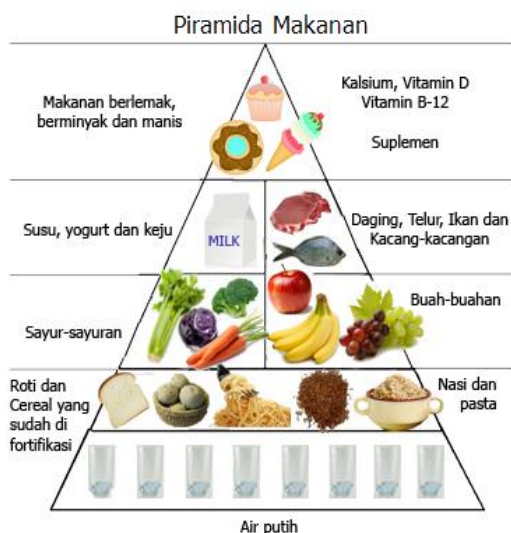 Piramida Makanan
Makanan berlemak,
berminyak dan manis
Kalsium, Vitamin D
Vitamin B-12
Suplemen
Susu, yogurt dan keju
MILK
Daging, Telur, Ikan dan
Kacang-kacangan
Sayur-sayuran
Buah-buahan
Roti dan
Cereal yang
sudah di
fortifikasi
Nasi dan
pasta
Air putih